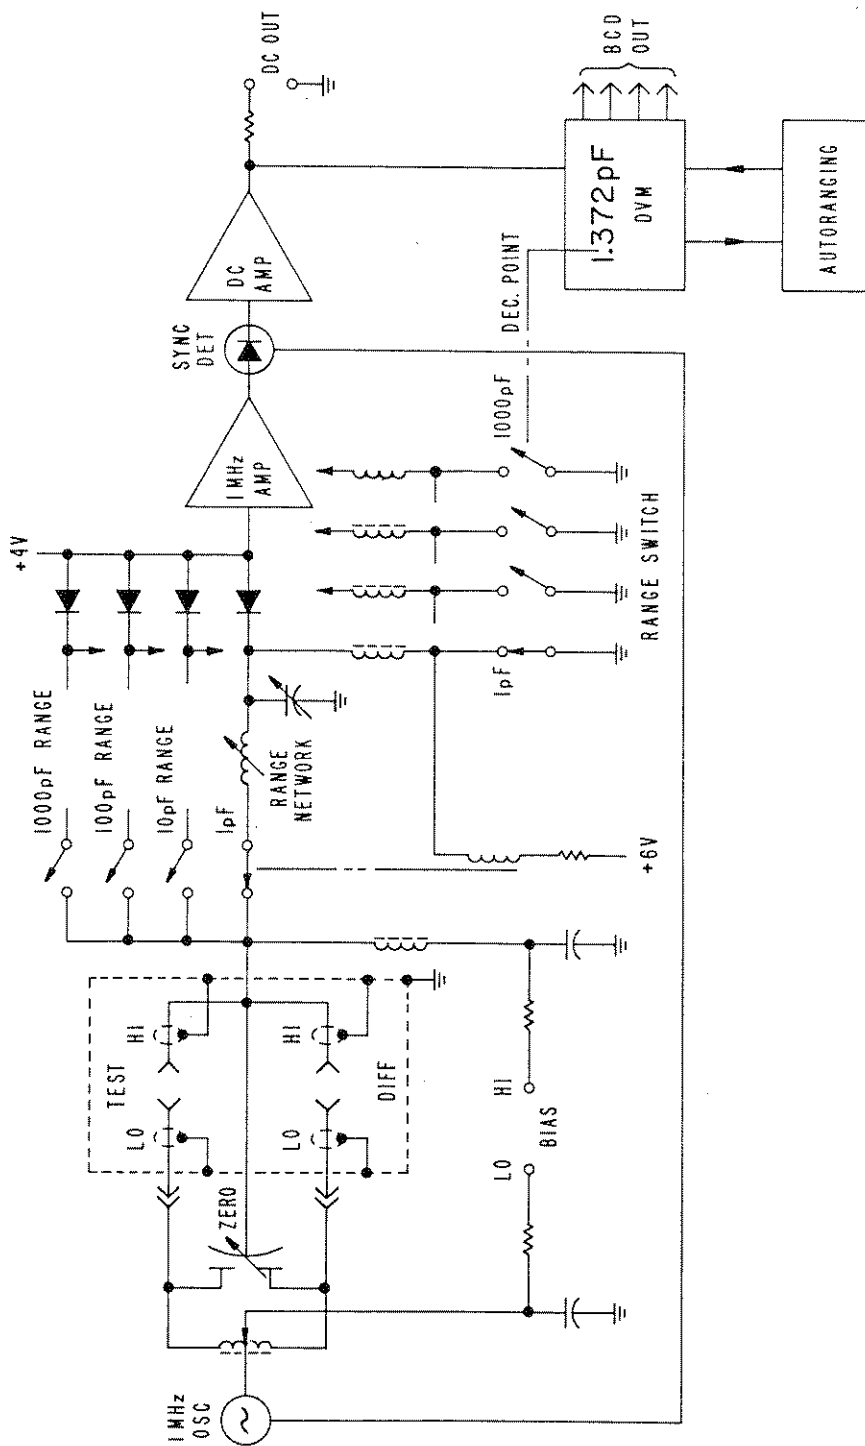 1MHz
OSC
ZERO
TEST
LO
HI
LO
HI
DIFF
LO
HI
BIAS
1000pF RANGE
100pF RANGE
10pF RANGE
1pF
RANGE
NETWORK
+4V
+6V
1MHz
AMP
SYNC
DET
DC
AMP
DC OUT
1pF
1000pF
RANGE SWITCH
DEC. POINT
1.372pF
DVM
BCD
OUT
AUTORANGING